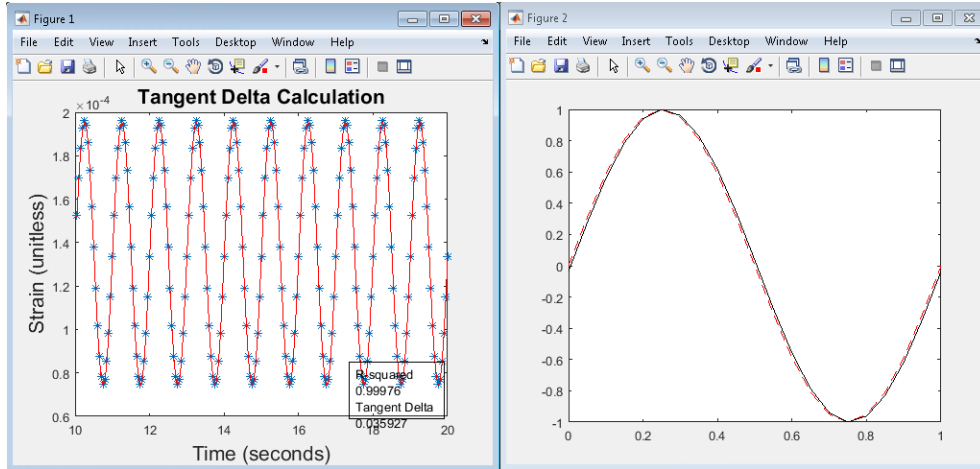 Figure 1
File Edit View Insert Tools Desktop Window Help
Tangent Delta Calculation
×10⁻⁴
2
1.8
1.6
1.4
1.2
1
0.8
0.6
Strain (unitless)
10 12 14 16 18 20
Time (seconds)
R-squared
0.99976
Tangent Delta
0.035927
Figure 2
File Edit View Insert Tools Desktop Window Help
1
0.8
0.6
0.4
0.2
0
-0.2
-0.4
-0.6
-0.8
-1
0 0.2 0.4 0.6 0.8 1